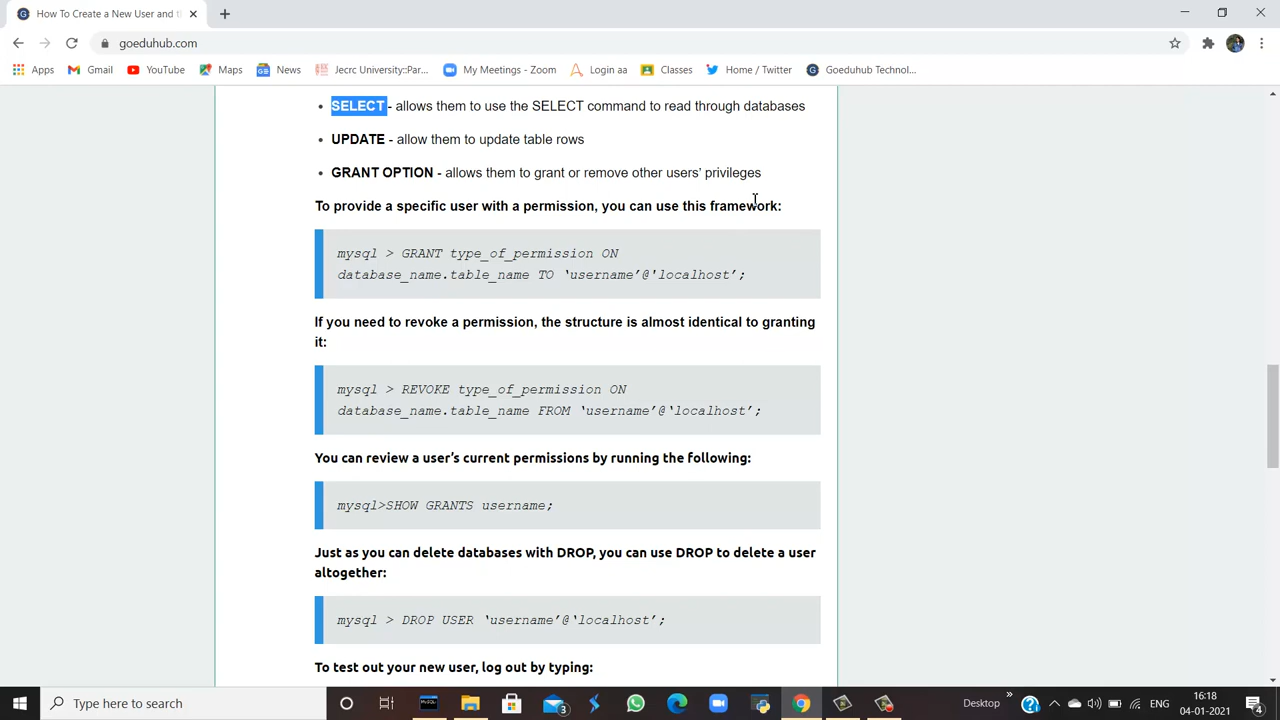 How To Create a New User and t
goeduhub.com
Apps
Gmail
YouTube
Maps
News
Jecrc University::Par...
My Meetings - Zoom
Login aa
Classes
Home / Twitter
Goeduhub Technol...
• SELECT - allows them to use the SELECT command to read through databases
• UPDATE - allow them to update table rows
• GRANT OPTION - allows them to grant or remove other users’ privileges
To provide a specific user with a permission, you can use this framework:
mysql > GRANT type_of_permission ON
database_name.table_name TO ‘username’@'localhost’;
If you need to revoke a permission, the structure is almost identical to granting
it:
mysql > REVOKE type_of_permission ON
database_name.table_name FROM ‘username’@‘localhost’;
You can review a user’s current permissions by running the following:
mysql>SHOW GRANTS username;
Just as you can delete databases with DROP, you can use DROP to delete a user
altogether:
mysql > DROP USER ‘username’@‘localhost’;
To test out your new user, log out by typing:
Type here to search
3
Desktop
»
ENG
16:18
04-01-2021
4